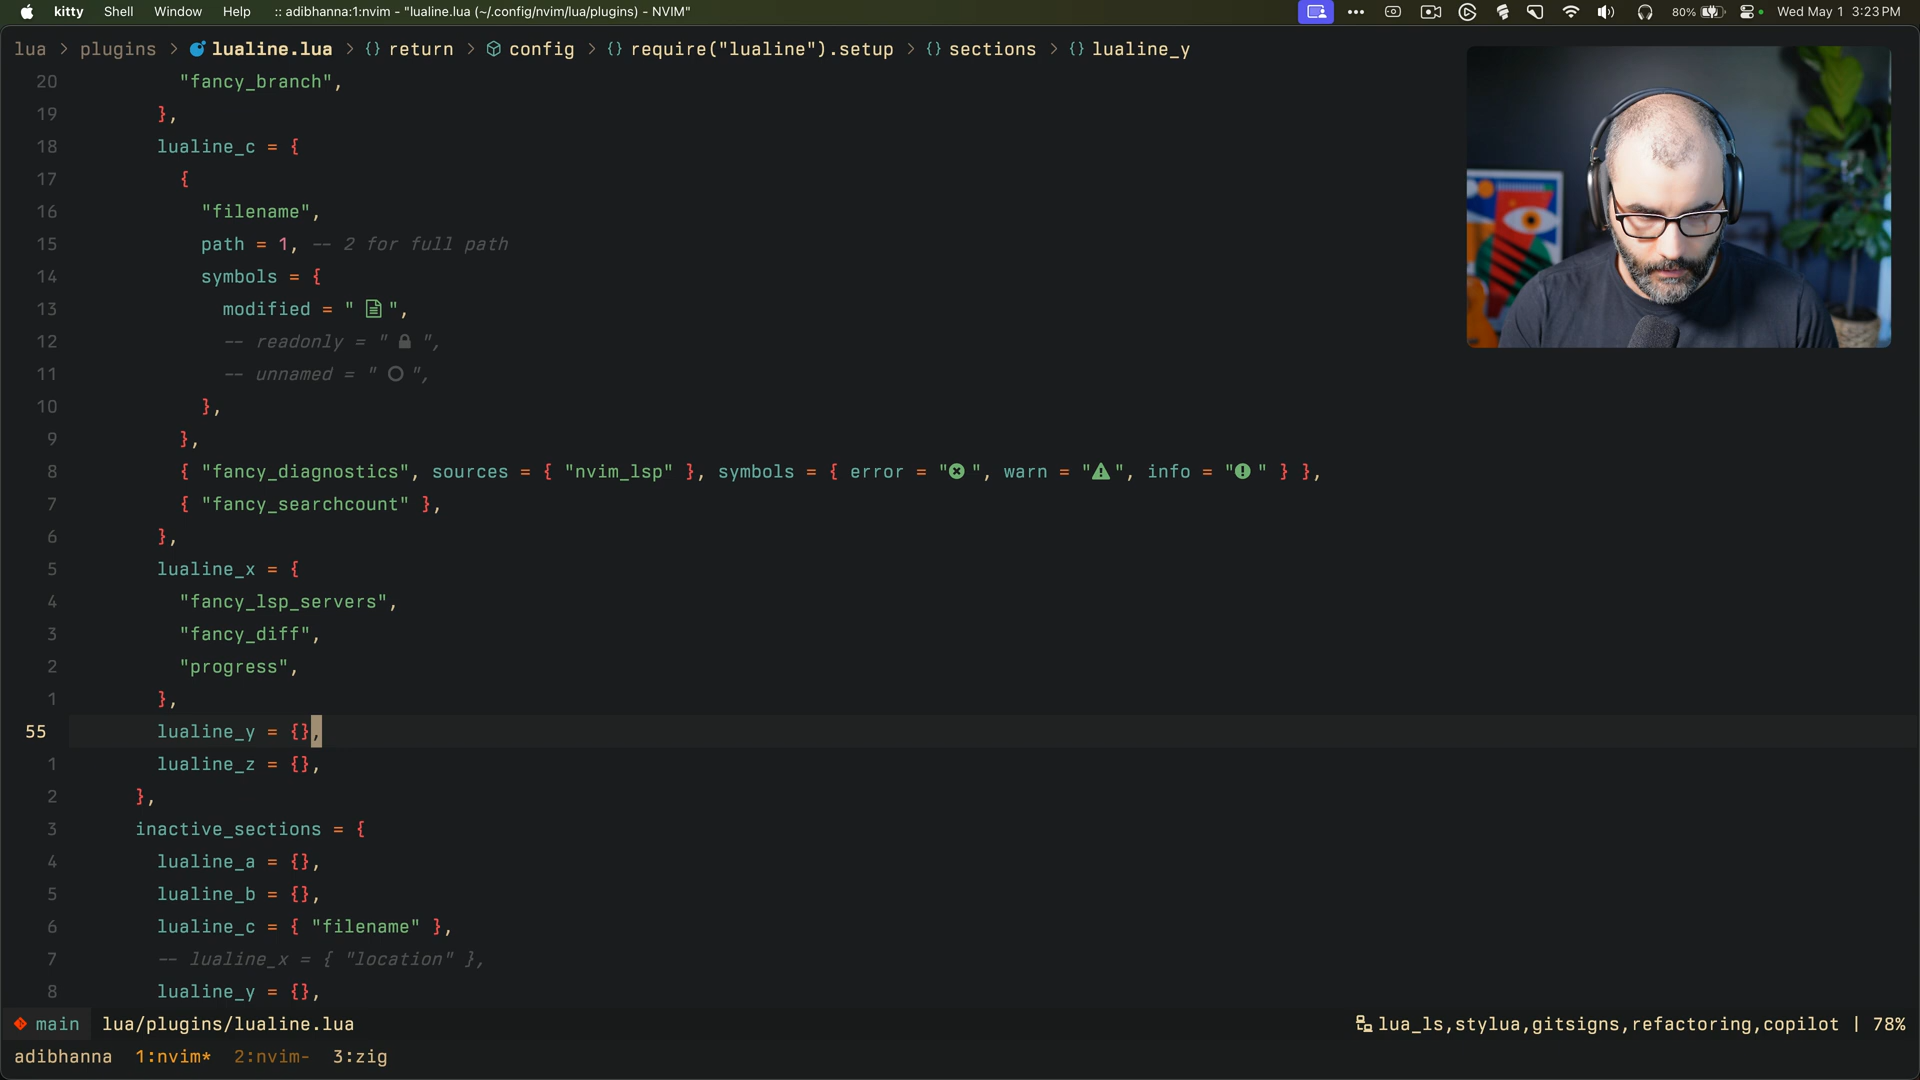 kitty Shell Window Help :: adibhanna:1:nvim - "lualine.lua (~/.config/nvim/lua/plugins) - NVIM" 80% Wed May 1 3:23 PM
lua > plugins > lualine.lua > {} return > config > {} require("lualine").setup > {} sections > {} lualine_y
20 "fancy_branch",
19 },
18 lualine_c = {
17 {
16 "filename",
15 path = 1, -- 2 for full path
14 symbols = {
13 modified = " ",
12 -- readonly = " ",
11 -- unnamed = " ",
10 },
9 },
8 { "fancy_diagnostics", sources = { "nvim_lsp" }, symbols = { error = " ", warn = " ", info = " " } },
7 { "fancy_searchcount" },
6 },
5 lualine_x = {
4 "fancy_lsp_servers",
3 "fancy_diff",
2 "progress",
1 },
55 lualine_y = {},
1 lualine_z = {},
2 },
3 inactive_sections = {
4 lualine_a = {},
5 lualine_b = {},
6 lualine_c = { "filename" },
7 -- lualine_x = { "location" },
8 lualine_y = {},
main lua/plugins/lualine.lua lua_ls,stylua,gitsigns,refactoring,copilot | 78%
adibhanna 1:nvim* 2:nvim- 3:zig